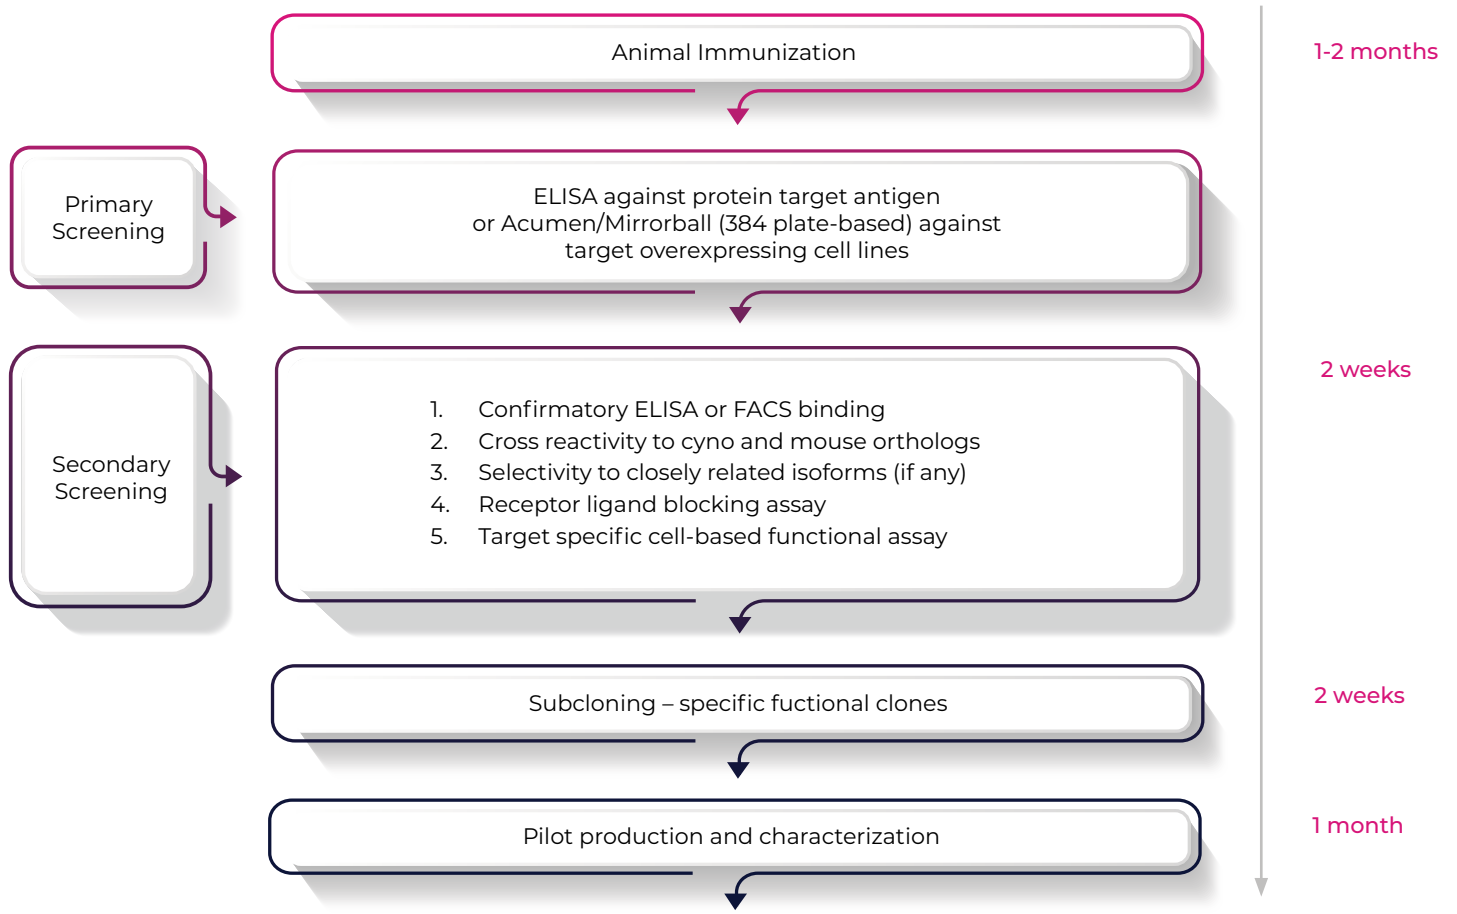 Animal Immunization
1-2 months
Primary
Screening
ELISA against protein target antigen
or Acumen/Mirrorball (384 plate-based) against
target overexpressing cell lines
2 weeks
Secondary
Screening
1. Confirmatory ELISA or FACS binding
2. Cross reactivity to cyno and mouse orthologs
3. Selectivity to closely related isoforms (if any)
4. Receptor ligand blocking assay
5. Target specific cell-based functional assay
Subcloning – specific fuctional clones
2 weeks
Pilot production and characterization
1 month